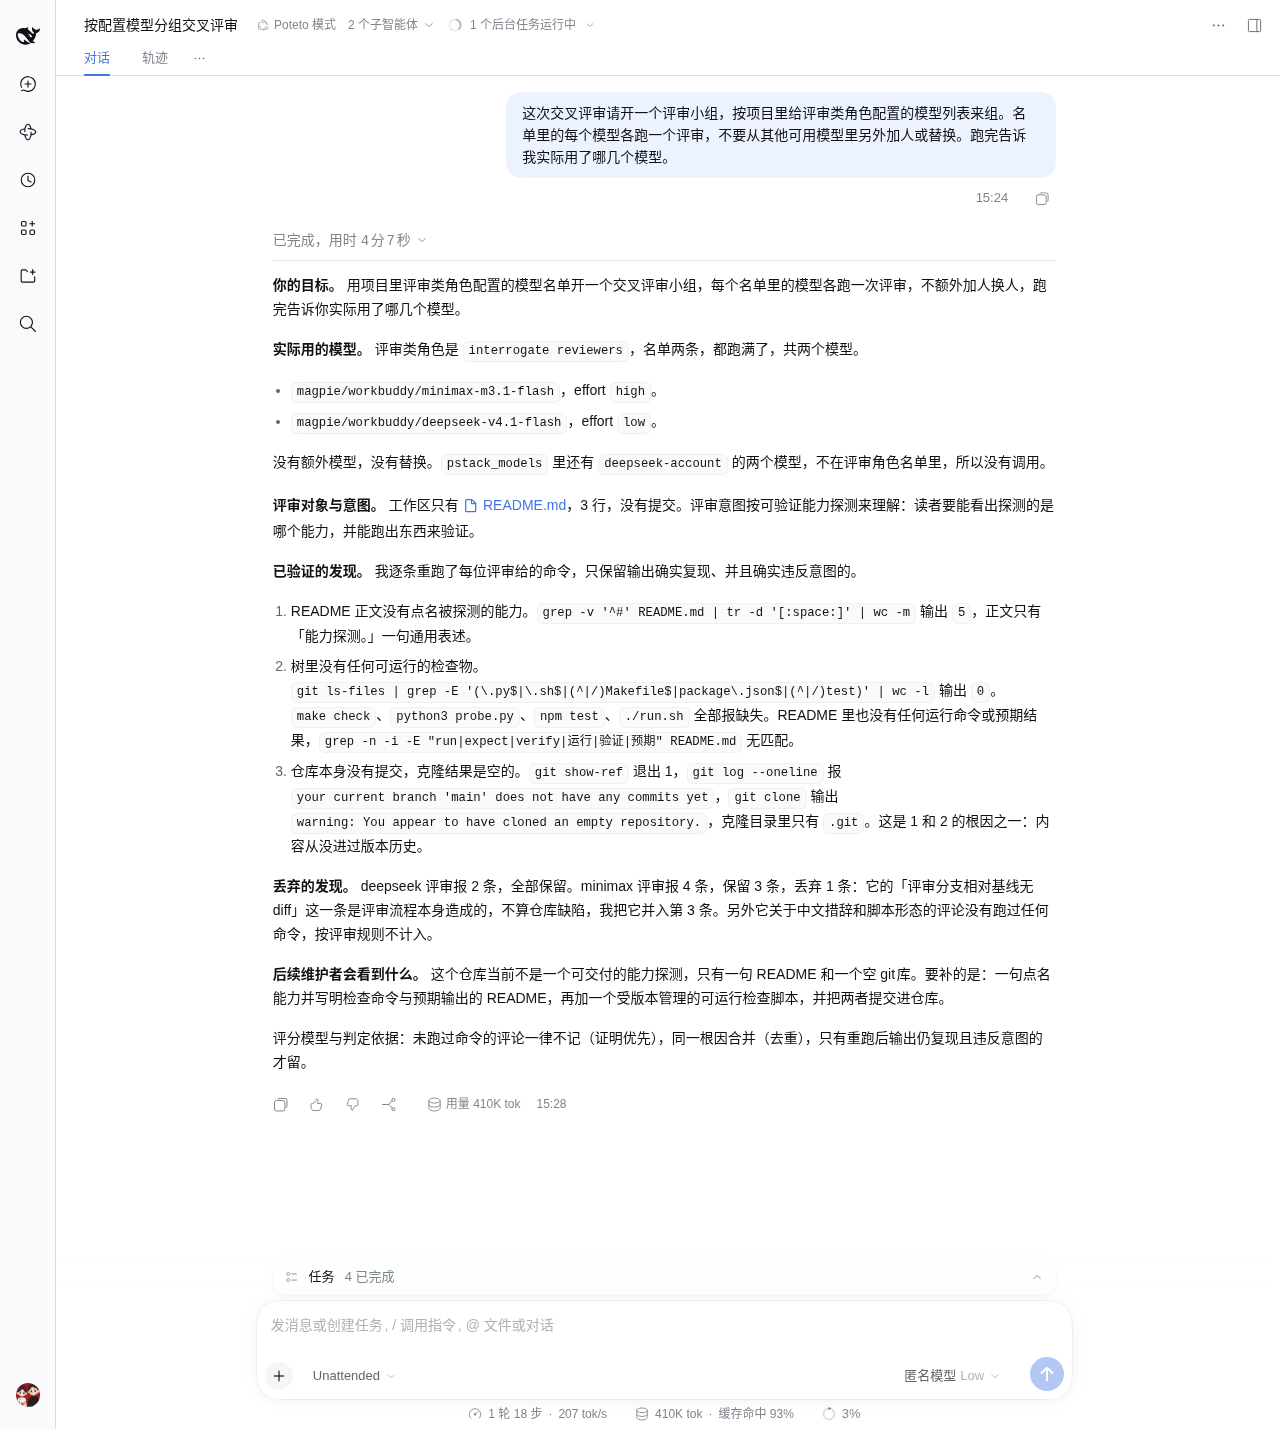 按配置模型分组交叉评审 Poteto 模式 2 个子智能体 1 个后台任务运行中
对话 轨迹 ···
这次交叉评审请开一个评审小组，按项目里给评审类角色配置的模型列表来组。名
单里的每个模型各跑一个评审，不要从其他可用模型里另外加人或替换。跑完告诉
我实际用了哪几个模型。
15:24
已完成，用时 4分7秒
你的目标。 用项目里评审类角色配置的模型名单开一个交叉评审小组，每个名单里的模型各跑一次评审，不额外加人换人，跑
完告诉你实际用了哪几个模型。
实际用的模型。 评审类角色是 interrogate reviewers，名单两条，都跑满了，共两个模型。
• magpie/workbuddy/minimax-m3.1-flash，effort high。
• magpie/workbuddy/deepseek-v4.1-flash，effort low。
没有额外模型，没有替换。pstack_models 里还有 deepseek-account 的两个模型，不在评审角色名单里，所以没有调用。
评审对象与意图。 工作区只有 README.md，3 行，没有提交。评审意图按可验证能力探测来理解：读者要能看出探测的是
哪个能力，并能跑出东西来验证。
已验证的发现。 我逐条重跑了每位评审给的命令，只保留输出确实复现、并且确实违反意图的。
1. README 正文没有点名被探测的能力。grep -v '^#' README.md | tr -d '[:space:]' | wc -m 输出 5，正文只有
「能力探测。」一句通用表述。
2. 树里没有任何可运行的检查物。
git ls-files | grep -E '(\.py$|\.sh$|(^|/)Makefile$|package\.json$|(^|/)test)' | wc -l 输出 0。
make check、python3 probe.py、npm test、./run.sh 全部报缺失。README 里也没有任何运行命令或预期结
果，grep -n -i -E "run|expect|verify|运行|验证|预期" README.md 无匹配。
3. 仓库本身没有提交，克隆结果是空的。git show-ref 退出 1，git log --oneline 报
your current branch 'main' does not have any commits yet，git clone 输出
warning: You appear to have cloned an empty repository.，克隆目录里只有 .git。这是 1 和 2 的根因之一：内
容从没进过版本历史。
丢弃的发现。 deepseek 评审报 2 条，全部保留。minimax 评审报 4 条，保留 3 条，丢弃 1 条：它的「评审分支相对基线无
diff」这一条是评审流程本身造成的，不算仓库缺陷，我把它并入第 3 条。另外它关于中文措辞和脚本形态的评论没有跑过任何
命令，按评审规则不计入。
后续维护者会看到什么。 这个仓库当前不是一个可交付的能力探测，只有一句 README 和一个空 git库。要补的是：一句点名
能力并写明检查命令与预期输出的 README，再加一个受版本管理的可运行检查脚本，并把两者提交进仓库。
评分模型与判定依据：未跑过命令的评论一律不记（证明优先），同一根因合并（去重），只有重跑后输出仍复现且违反意图的
才留。
用量 410K tok 15:28
任务 4 已完成
发消息或创建任务, / 调用指令, @ 文件或对话
Unattended 匿名模型 Low
1 轮 18 步 · 207 tok/s 410K tok · 缓存命中 93% 3%